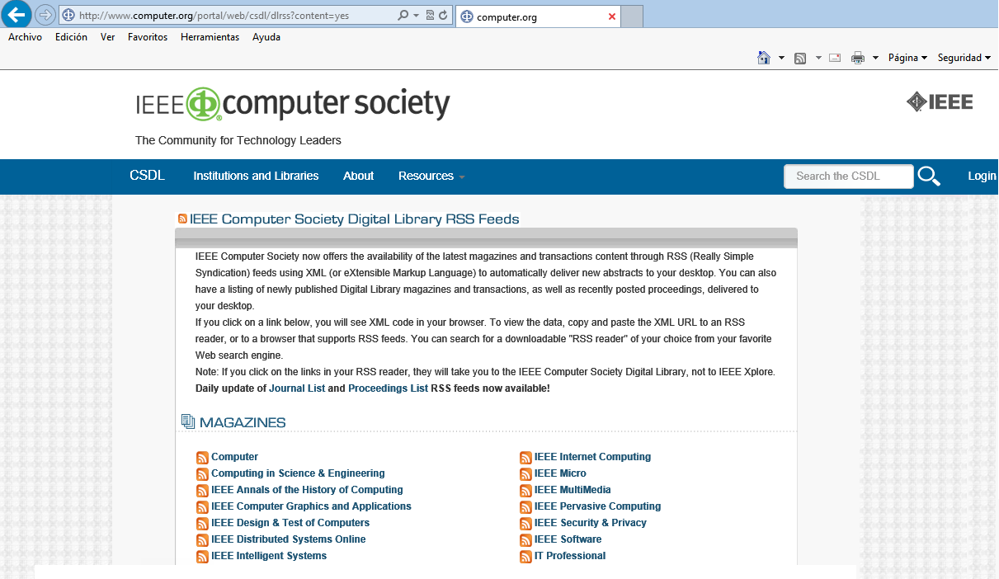 http://www.computer.org/portal/web/csdl/dlrss?content=yes
computer.org
Archivo Edición Ver Favoritos Herramientas Ayuda
Página Seguridad
IEEE computer society
IEEE
The Community for Technology Leaders
CSDL Institutions and Libraries About Resources Search the CSDL Login
IEEE Computer Society Digital Library RSS Feeds
IEEE Computer Society now offers the availability of the latest magazines and transactions content through RSS (Really Simple
Syndication) feeds using XML (or eXtensible Markup Language) to automatically deliver new abstracts to your desktop. You can also
have a listing of newly published Digital Library magazines and transactions, as well as recently posted proceedings, delivered to
your desktop.
If you click on a link below, you will see XML code in your browser. To view the data, copy and paste the XML URL to an RSS
reader, or to a browser that supports RSS feeds. You can search for a downloadable "RSS reader" of your choice from your favorite
Web search engine.
Note: If you click on the links in your RSS reader, they will take you to the IEEE Computer Society Digital Library, not to IEEE Xplore.
Daily update of Journal List and Proceedings List RSS feeds now available!
MAGAZINES
Computer
Computing in Science & Engineering
IEEE Annals of the History of Computing
IEEE Computer Graphics and Applications
IEEE Design & Test of Computers
IEEE Distributed Systems Online
IEEE Intelligent Systems
IEEE Internet Computing
IEEE Micro
IEEE MultiMedia
IEEE Pervasive Computing
IEEE Security & Privacy
IEEE Software
IT Professional